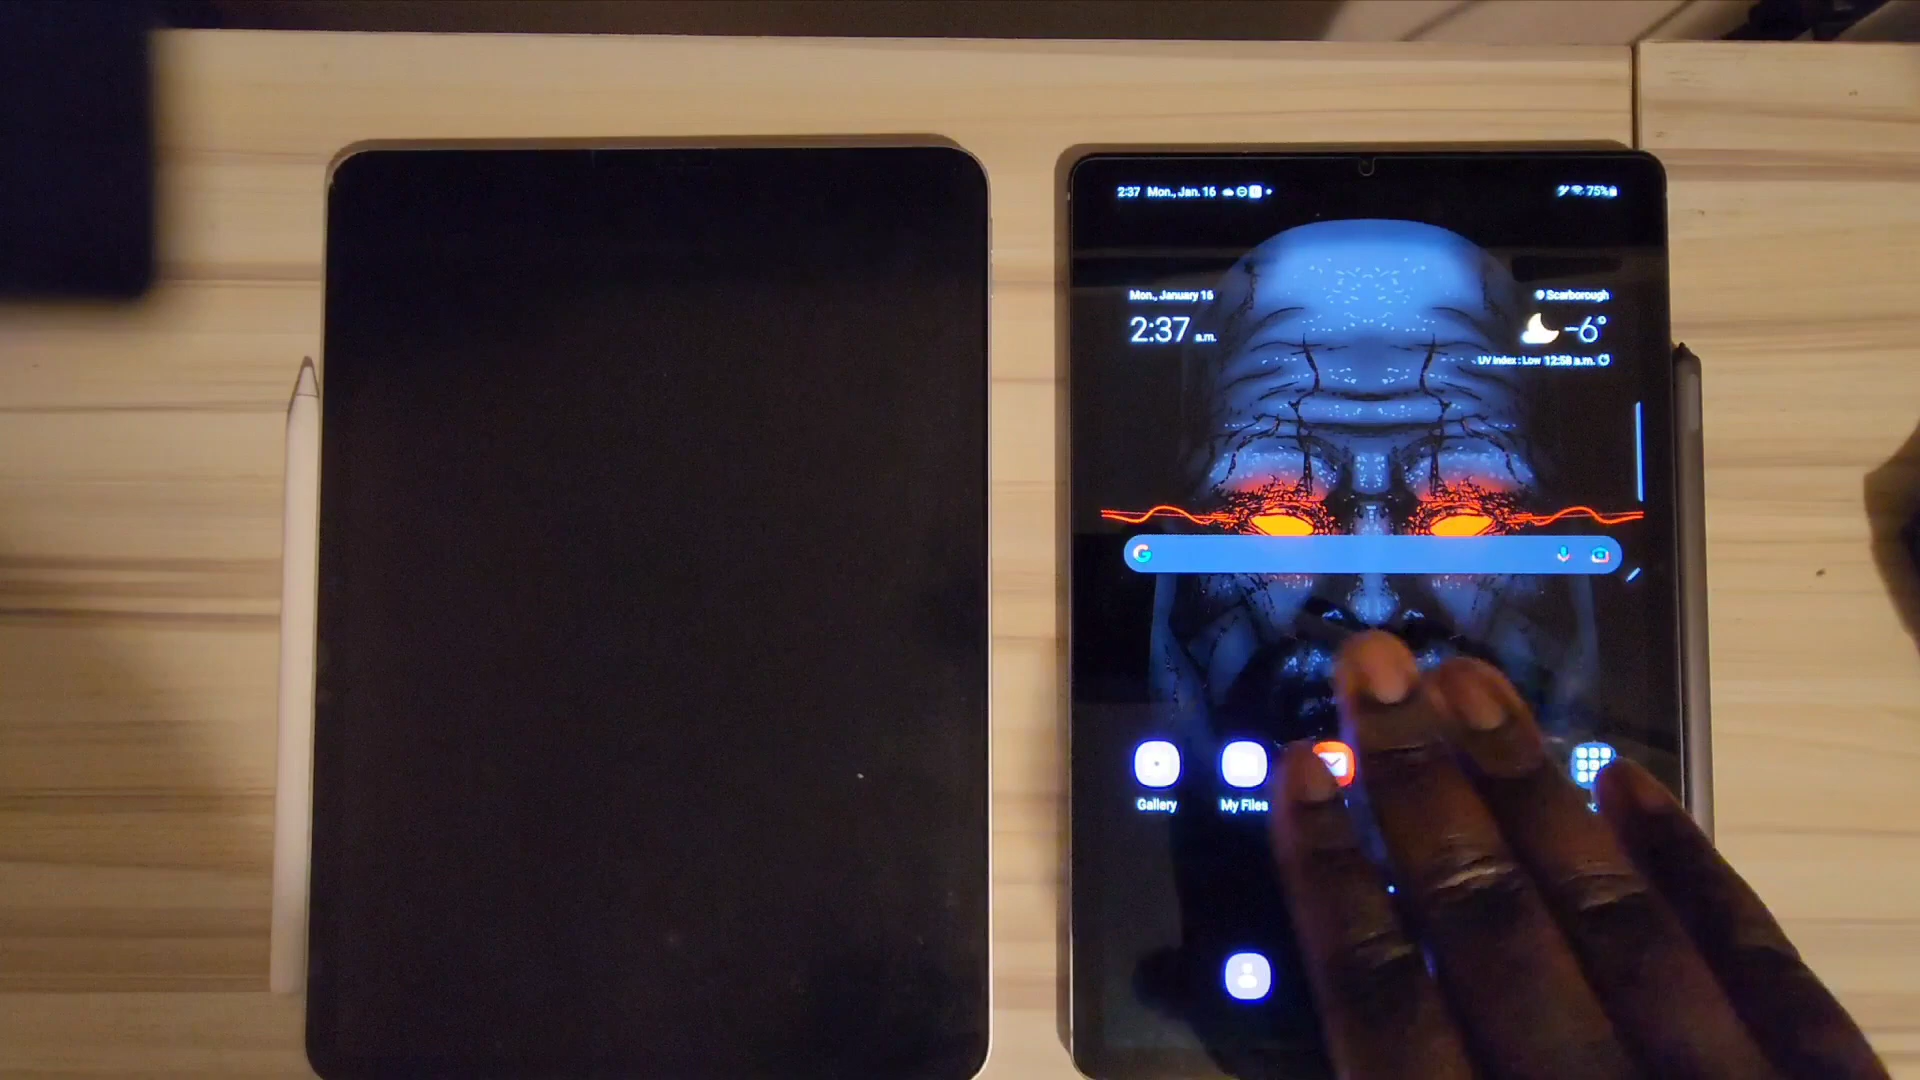 2:37 Mon., Jan. 16
75%
Mon., January 16
2:37 a.m.
Scarborough
-6°
UV index : Low 12:58 a.m.
G
Gallery
My Files